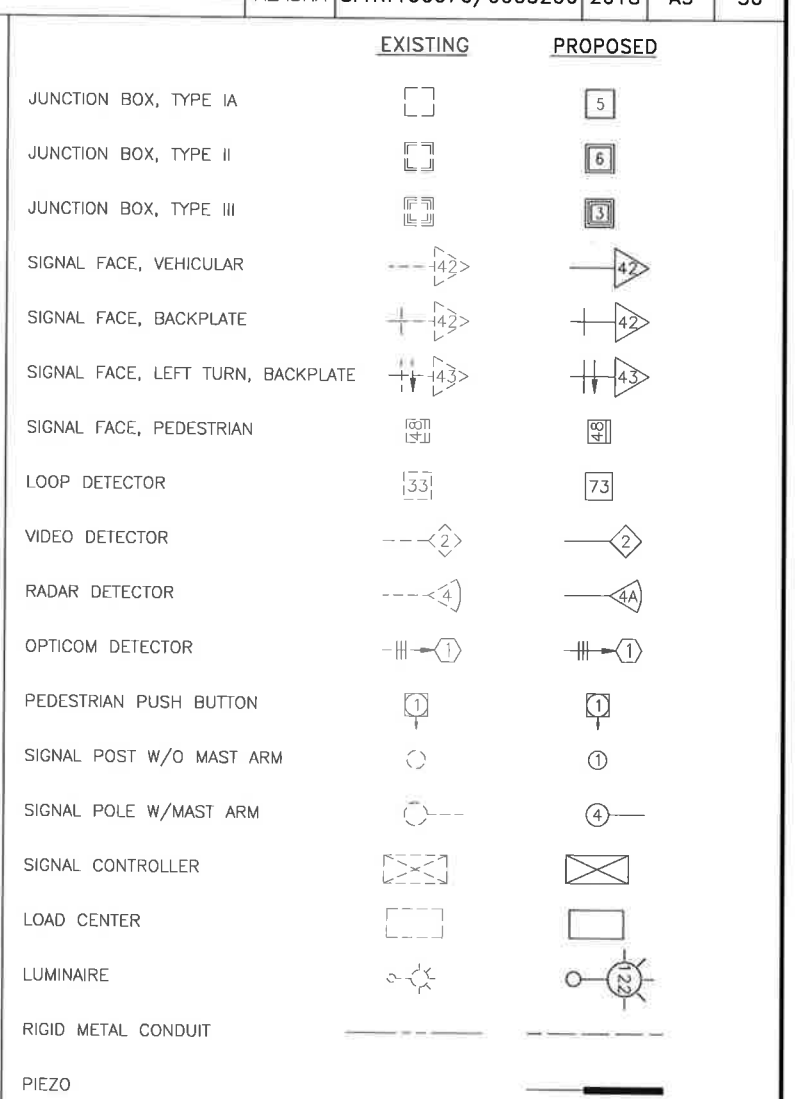 EXISTING PROPOSED
JUNCTION BOX, TYPE IA 5
JUNCTION BOX, TYPE II 6
JUNCTION BOX, TYPE III 3
SIGNAL FACE, VEHICULAR 42 42
SIGNAL FACE, BACKPLATE 42 42
SIGNAL FACE, LEFT TURN, BACKPLATE 43 43
SIGNAL FACE, PEDESTRIAN 48 48
LOOP DETECTOR 33 73
VIDEO DETECTOR 2 2
RADAR DETECTOR 4 4A
OPTICOM DETECTOR 1 1
PEDESTRIAN PUSH BUTTON 1 1
SIGNAL POST W/O MAST ARM 1
SIGNAL POLE W/MAST ARM 4
SIGNAL CONTROLLER
LOAD CENTER
LUMINAIRE 122
RIGID METAL CONDUIT
PIEZO